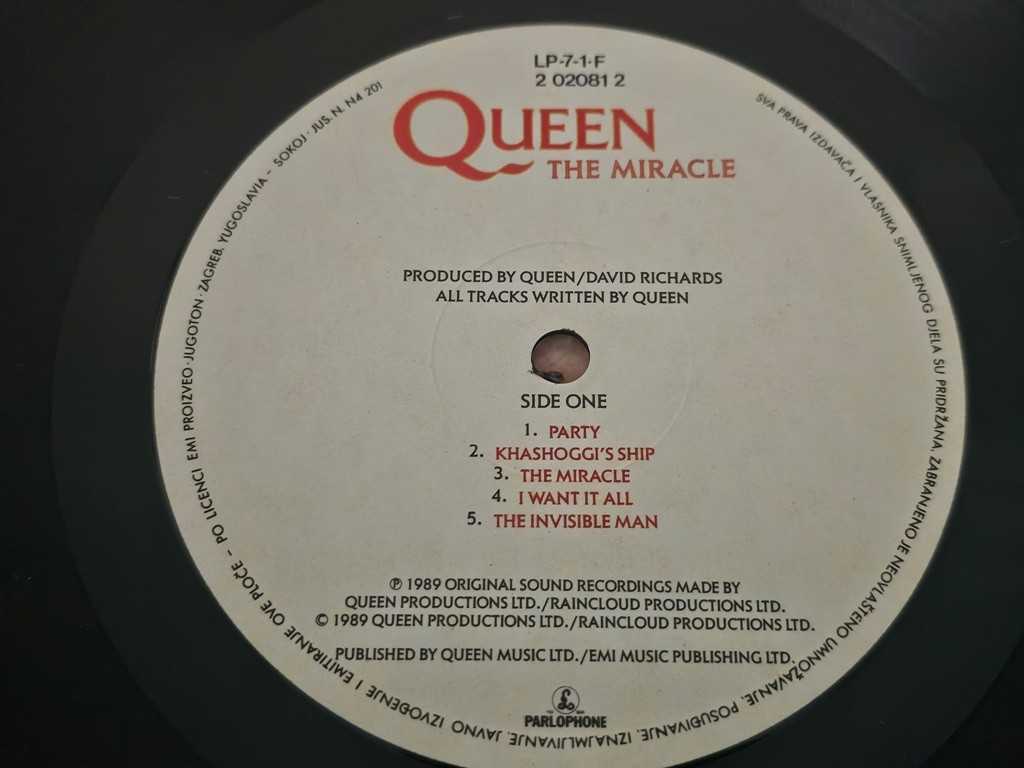 LP-7-1-F
2 02081 2
QUEEN
THE MIRACLE
PRODUCED BY QUEEN/DAVID RICHARDS
ALL TRACKS WRITTEN BY QUEEN
SIDE ONE
1. PARTY
2. KHASHOGGI'S SHIP
3. THE MIRACLE
4. I WANT IT ALL
5. THE INVISIBLE MAN
℗ 1989 ORIGINAL SOUND RECORDINGS MADE BY
QUEEN PRODUCTIONS LTD./RAINCLOUD PRODUCTIONS LTD.
© 1989 QUEEN PRODUCTIONS LTD./RAINCLOUD PRODUCTIONS LTD.
PUBLISHED BY QUEEN MUSIC LTD./EMI MUSIC PUBLISHING LTD.
PARLOPHONE
SVA PRAVA IZDAVAČA I VLASNIKA SNIMLJENOG DJELA SU PRIDRŽANA. ZABRANJENO JE NEOVLAŠTENO UMNOŽAVANJE, POSUĐIVANJE, IZNAJMLJIVANJE, JAVNO IZVOĐENJE I EMITIRANJE OVE PLOČE - PO LICENCI EMI PROIZVEO · JUGOTON · ZAGREB, YUGOSLAVIA - SOKOJ · JUS. N. N4 201